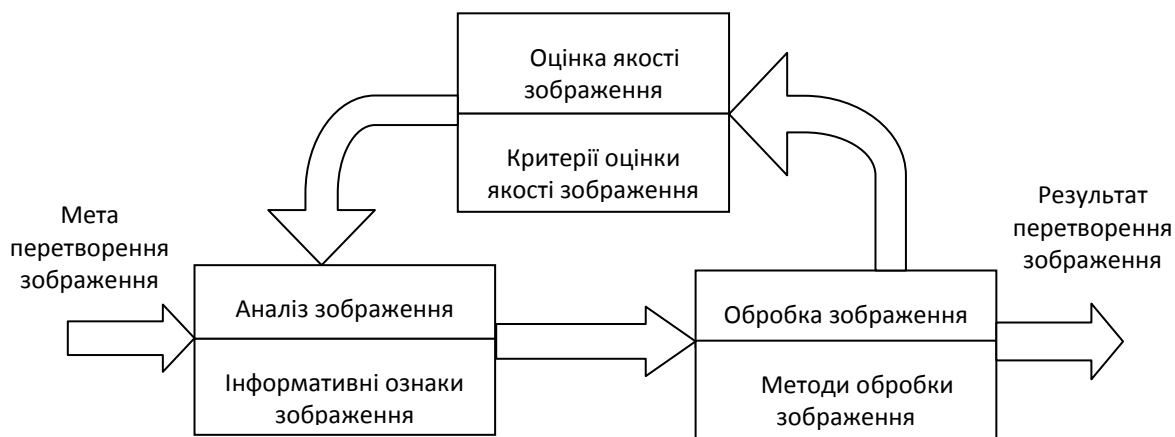 Оцінка якості
зображення
Критерії оцінки
якості зображення
Мета
перетворення
зображення
Результат
перетворення
зображення
Аналіз зображення
Інформативні ознаки
зображення
Обробка зображення
Методи обробки
зображення